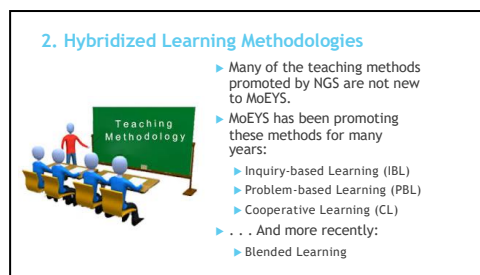 2. Hybridized Learning Methodologies
Teaching
Methodology
▶ Many of the teaching methods
promoted by NGS are not new
to MoEYS.
▶ MoEYS has been promoting
these methods for many
years:
▶ Inquiry-based Learning (IBL)
▶ Problem-based Learning (PBL)
▶ Cooperative Learning (CL)
▶ . . . And more recently:
▶ Blended Learning